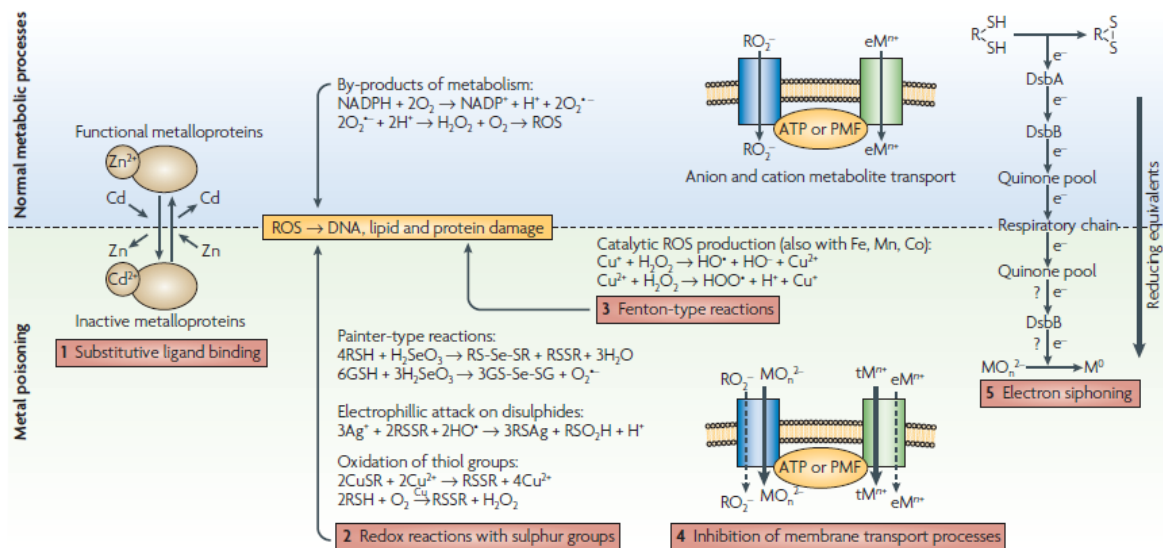 Normal metabolic processes
Functional metalloproteins
Zn²⁺
Cd
Cd
Zn
Zn
Cd²⁺
Inactive metalloproteins
1 Substitutive ligand binding
By-products of metabolism:
NADPH + 2O₂ → NADP⁺ + H⁺ + 2O₂•⁻
2O₂•⁻ + 2H⁺ → H₂O₂ + O₂ → ROS
ROS → DNA, lipid and protein damage
RO₂⁻
eMⁿ⁺
ATP or PMF
RO₂⁻
eMⁿ⁺
Anion and cation metabolite transport
R
SH
SH
R
S
S
e⁻
DsbA
e⁻
DsbB
e⁻
Quinone pool
e⁻
Respiratory chain
e⁻
Quinone pool
? e⁻
DsbB
? e⁻
MOₙ²⁻
M⁰
5 Electron siphoning
Reducing equivalents
Metal poisoning
Catalytic ROS production (also with Fe, Mn, Co):
Cu⁺ + H₂O₂ → HO• + HO⁻ + Cu²⁺
Cu²⁺ + H₂O₂ → HOO• + H⁺ + Cu⁺
3 Fenton-type reactions
Painter-type reactions:
4RSH + H₂SeO₃ → RS-Se-SR + RSSR + 3H₂O
6GSH + 3H₂SeO₃ → 3GS-Se-SG + O₂•⁻
Electrophillic attack on disulphides:
3Ag⁺ + 2RSSR + 2HO• → 3RSAg + RSO₂H + H⁺
Oxidation of thiol groups:
2CuSR + 2Cu²⁺ → RSSR + 4Cu²⁺
Cu
2RSH + O₂ → RSSR + H₂O₂
2 Redox reactions with sulphur groups
RO₂⁻
MOₙ²⁻
tMⁿ⁺
eMⁿ⁺
ATP or PMF
RO₂⁻
MOₙ²⁻
tMⁿ⁺
eMⁿ⁺
4 Inhibition of membrane transport processes